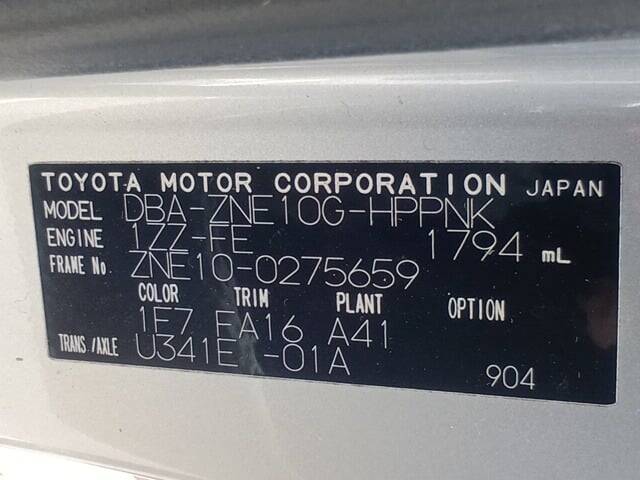 TOYOTA MOTOR CORPORATION JAPAN
MODEL DBA-ZNE10G-HPPNK
ENGINE 1ZZ-FE 1794 mL
FRAME No. ZNE10-0275659
COLOR TRIM PLANT OPTION
1F7 FA16 A41
TRANS./AXLE U341E -01A
904